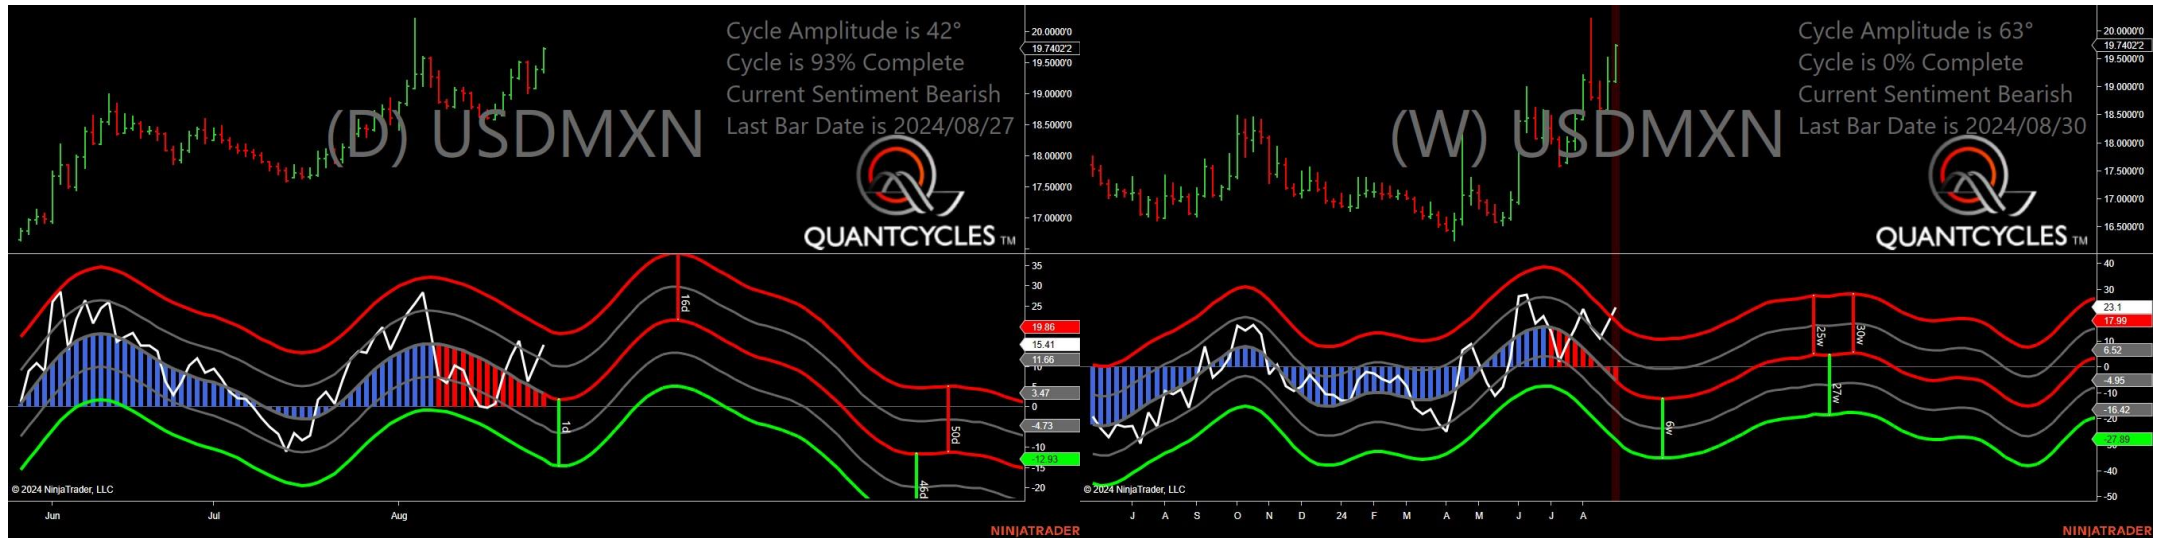 Cycle Amplitude is 42°
Cycle is 93% Complete
Current Sentiment Bearish
Last Bar Date is 2024/08/27
(D) USDMXN
QUANTCYCLES TM
20.0000'0
19.7402'2
19.5000'0
19.0000'0
18.5000'0
18.0000'0
17.5000'0
17.0000'0
35
30
25
19.86
15.41
11.66
10
5
3.47
0
-4.73
-10
-12.93
-15
-20
16d
1d
50d
46d
© 2024 NinjaTrader, LLC
Jun
Jul
Aug
NINJATRADER
Cycle Amplitude is 63°
Cycle is 0% Complete
Current Sentiment Bearish
Last Bar Date is 2024/08/30
(W) USDMXN
QUANTCYCLES TM
20.0000'0
19.7402'2
19.5000'0
19.0000'0
18.5000'0
18.0000'0
17.5000'0
17.0000'0
16.5000'0
40
30
23.1
17.99
10
6.52
0
-4.95
-10
-16.42
-20
-27.89
-40
-50
25w
30w
27w
6w
© 2024 NinjaTrader, LLC
J
A
S
O
N
D
24
F
M
A
M
J
J
A
NINJATRADER